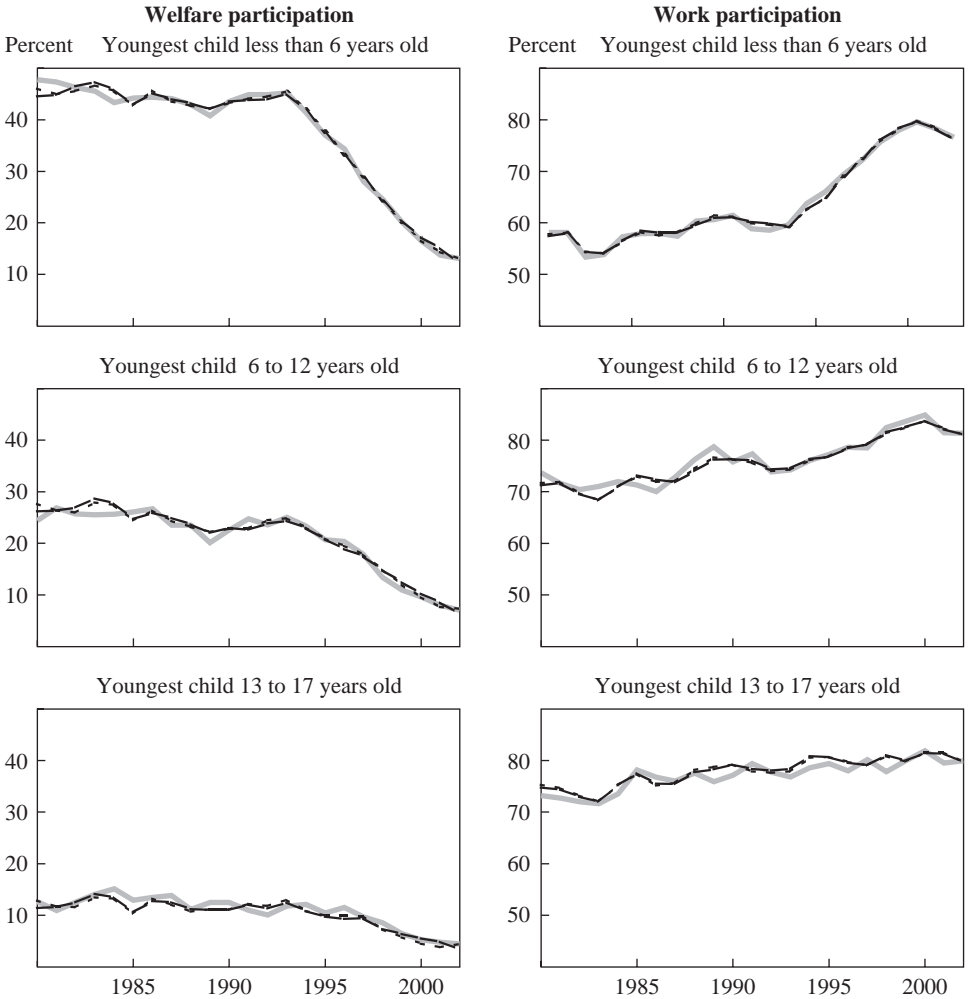 Welfare participation
Work participation
Percent Youngest child less than 6 years old
Percent Youngest child less than 6 years old
40
30
20
10
80
70
60
50
Youngest child 6 to 12 years old
Youngest child 6 to 12 years old
40
30
20
10
80
70
60
50
Youngest child 13 to 17 years old
Youngest child 13 to 17 years old
40
30
20
10
80
70
60
50
1985 1990 1995 2000
1985 1990 1995 2000